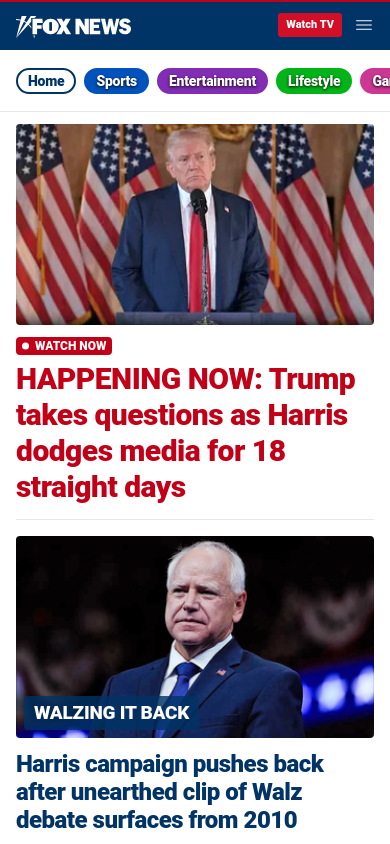 FOX NEWS
Watch TV
Home
Sports
Entertainment
Lifestyle
WATCH NOW
HAPPENING NOW: Trump
takes questions as Harris
dodges media for 18
straight days
WALZING IT BACK
Harris campaign pushes back
after unearthed clip of Walz
debate surfaces from 2010